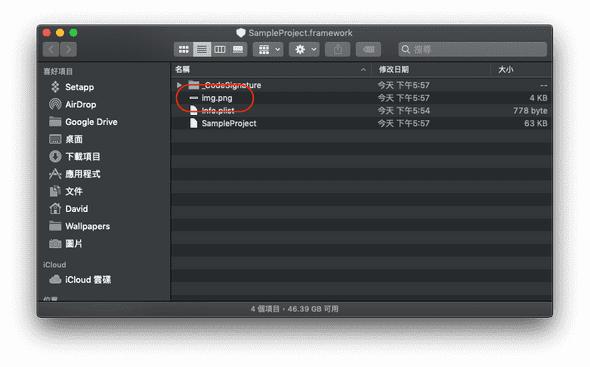 SampleProject.framework
搜尋
喜好項目
Setapp
AirDrop
Google Drive
桌面
下載項目
應用程式
文件
David
Wallpapers
圖片
iCloud
iCloud 雲碟
位置
名稱 修改日期 大小
_CodeSignature 今天 下午5:57 --
img.png 今天 下午5:57 4 KB
Info.plist 今天 下午5:54 778 byte
SampleProject 今天 下午5:57 63 KB
4 個項目，46.39 GB 可用